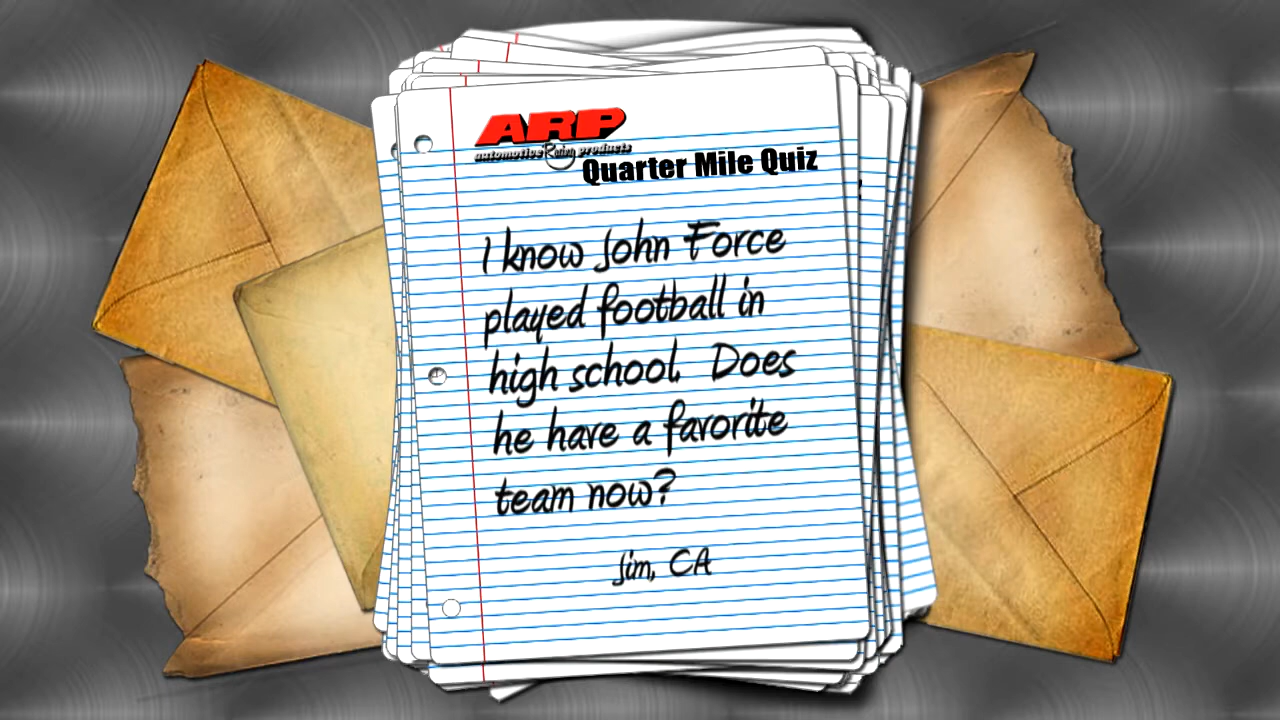 ARP
automotive Racing products
Quarter Mile Quiz
I know John Force
played football in
high school. Does
he have a favorite
team now?
Jim, CA